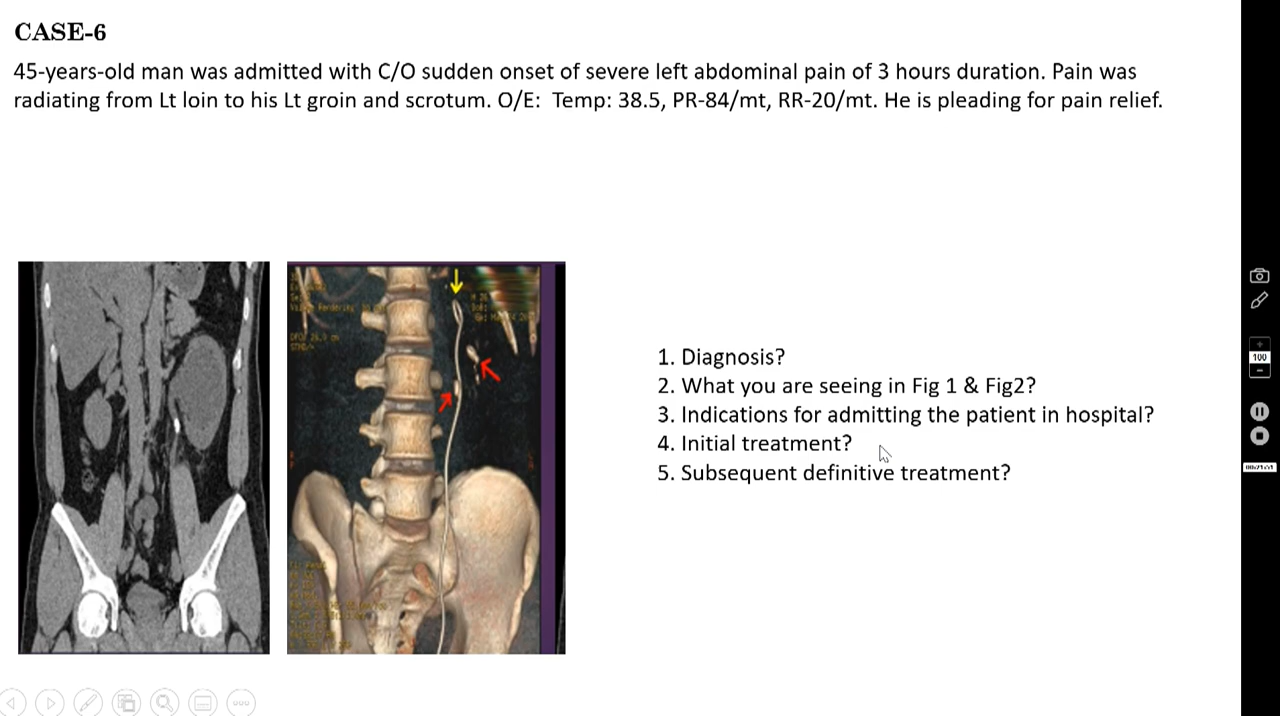 CASE-6
45-years-old man was admitted with C/O sudden onset of severe left abdominal pain of 3 hours duration. Pain was
radiating from Lt loin to his Lt groin and scrotum. O/E:  Temp: 38.5, PR-84/mt, RR-20/mt. He is pleading for pain relief.
1. Diagnosis?
2. What you are seeing in Fig 1 & Fig2?
3. Indications for admitting the patient in hospital?
4. Initial treatment?
5. Subsequent definitive treatment?
100